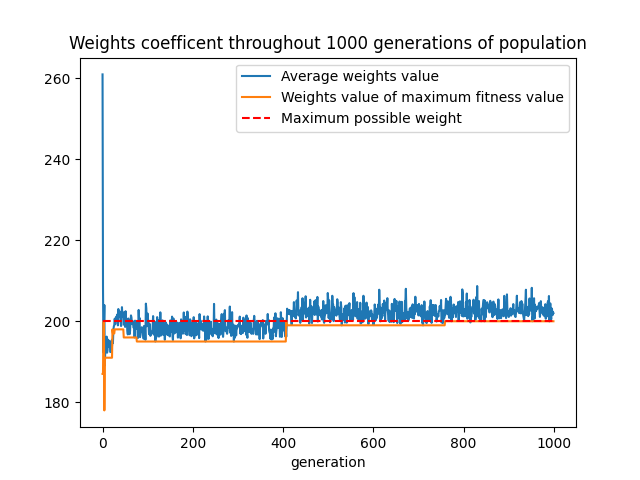 Weights coefficent throughout 1000 generations of population
Average weights value
Weights value of maximum fitness value
Maximum possible weight
260
240
220
200
180
0 200 400 600 800 1000
generation